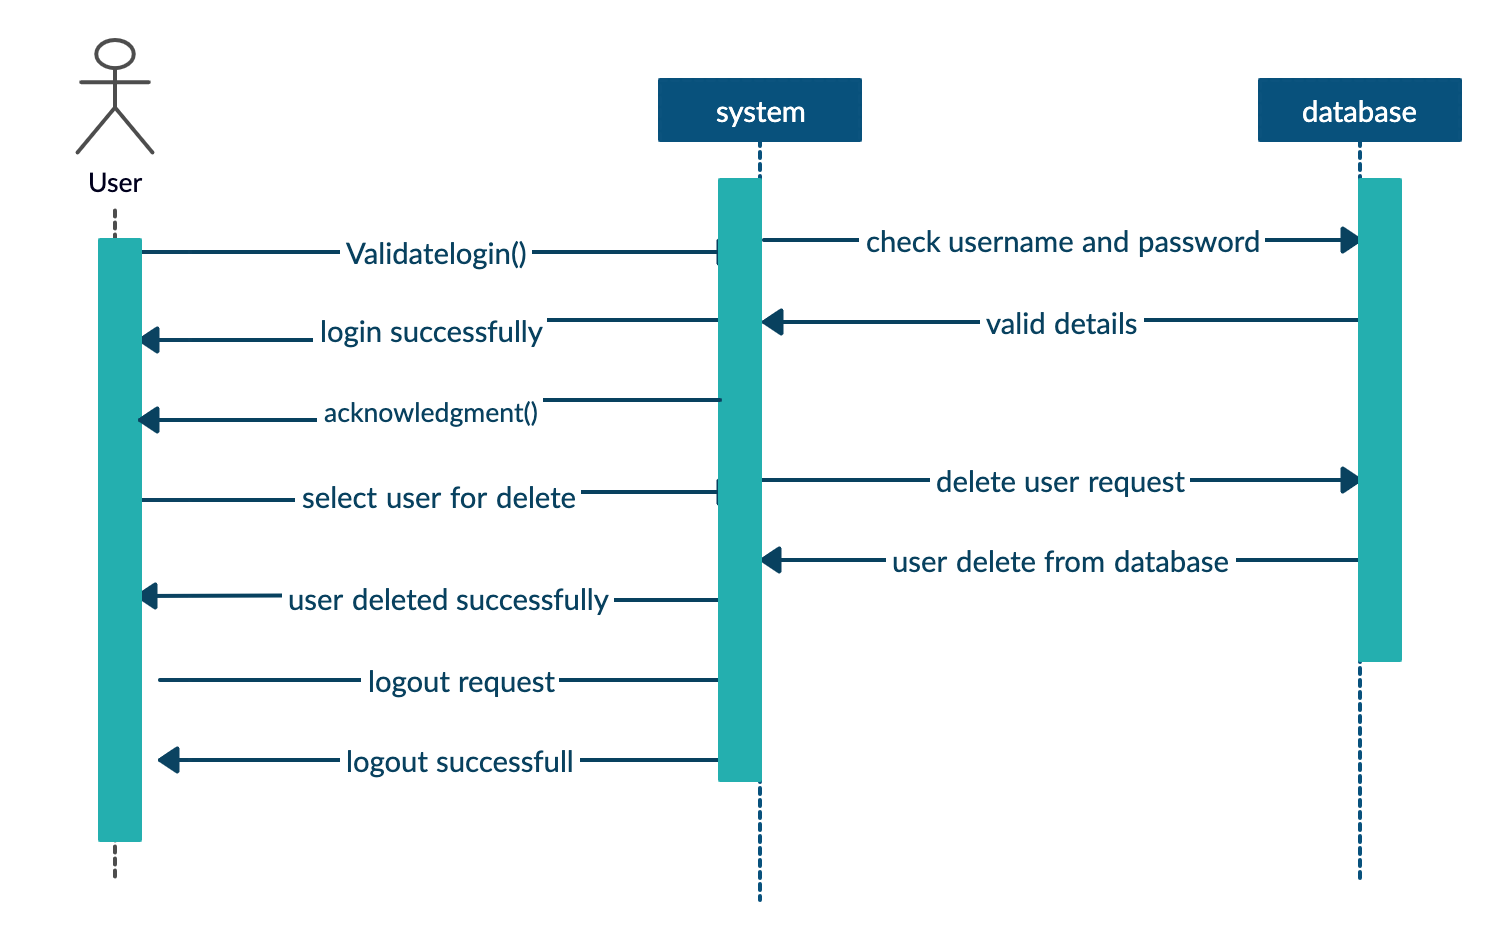 system
database
User
Validatelogin()
check username and password
login successfully
valid details
acknowledgment()
select user for delete
delete user request
user delete from database
user deleted successfully
logout request
logout successfull